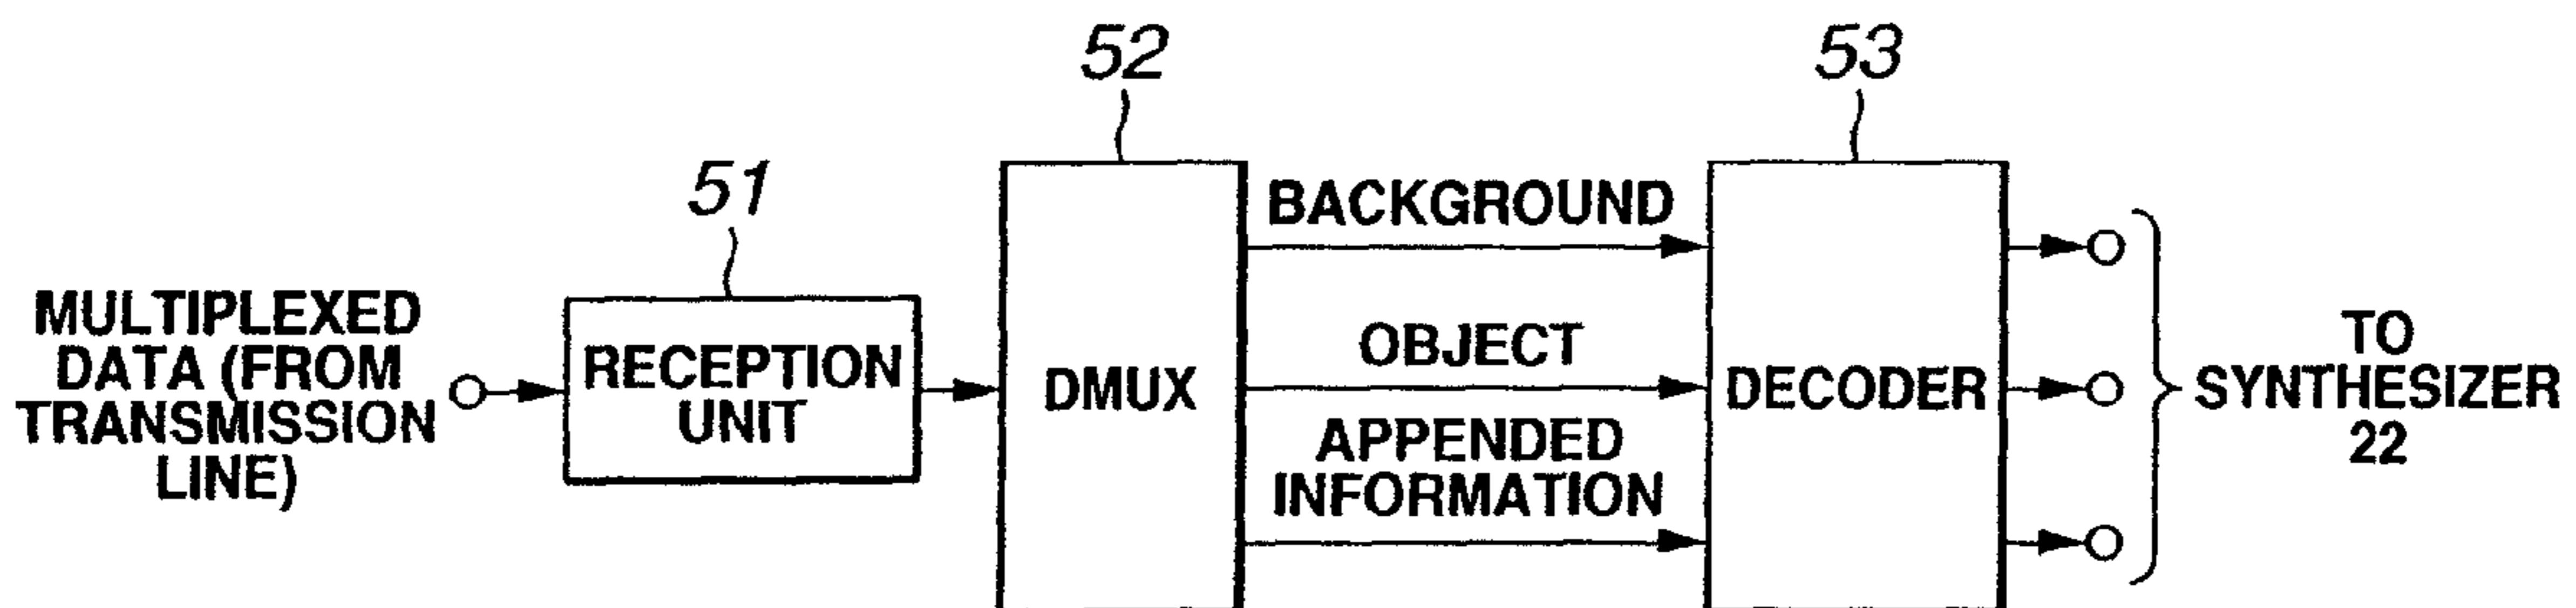 52
53
51
BACKGROUND
MULTIPLEXED
DATA (FROM
TRANSMISSION
LINE)
RECEPTION
UNIT
DMUX
OBJECT
APPENDED
INFORMATION
DECODER
TO
SYNTHESIZER
22